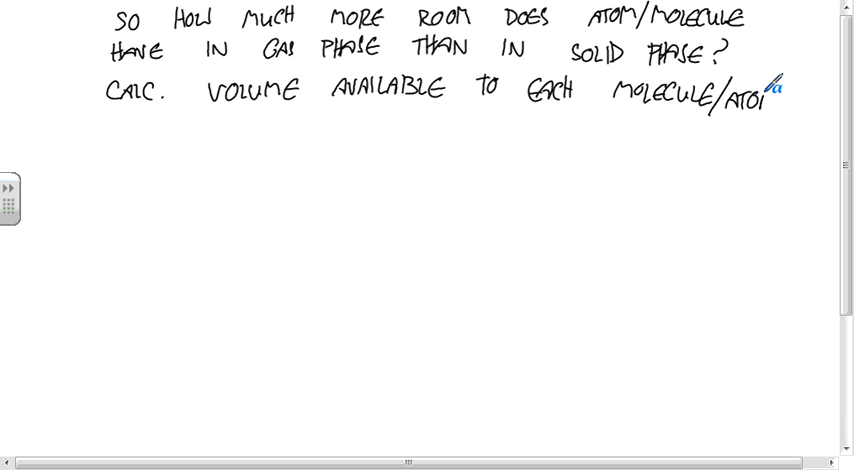 SO HOW MUCH MORE ROOM DOES ATOM/MOLECULE
HAVE IN GAS PHASE THAN IN SOLID PHASE?
CALC. VOLUME AVAILABLE TO EACH MOLECULE/ATOM